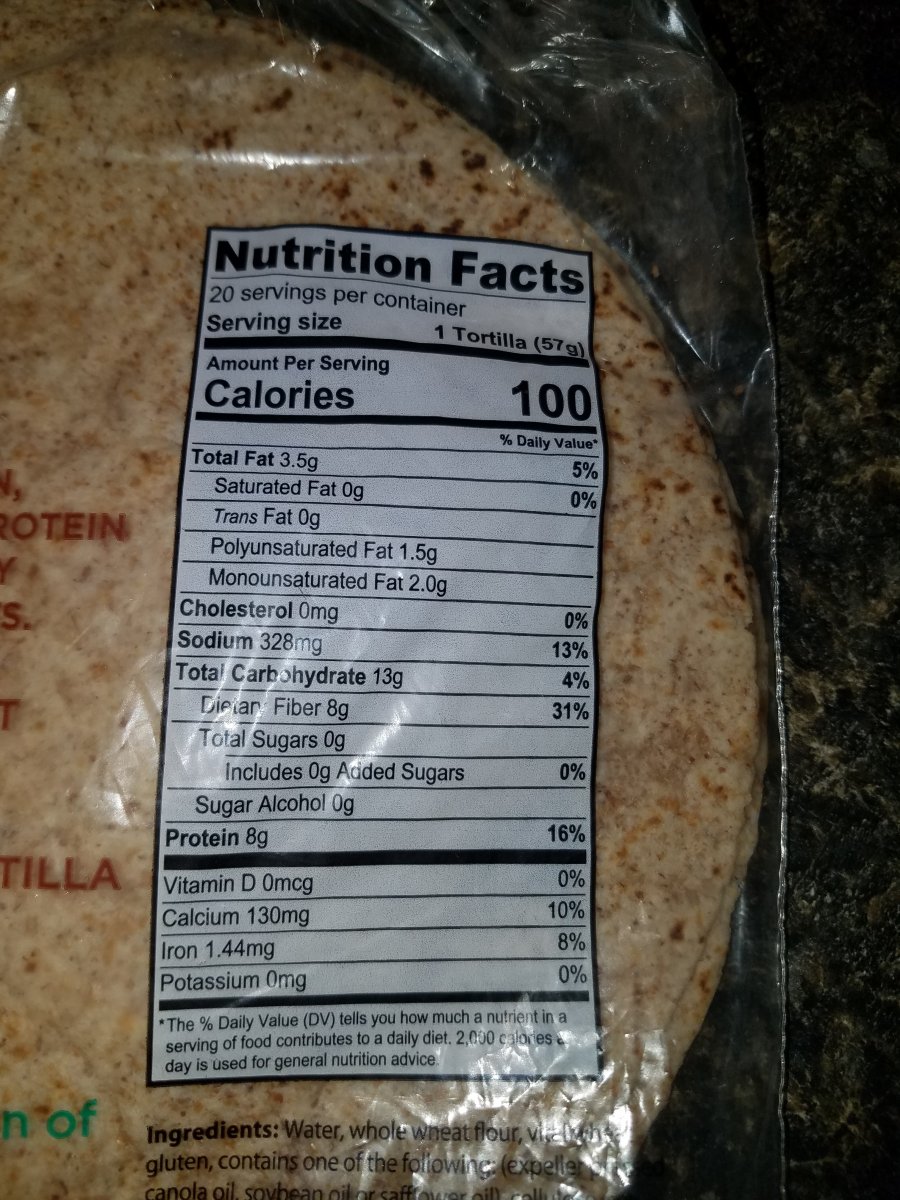 Nutrition Facts
20 servings per container
Serving size 1 Tortilla (57g)
Amount Per Serving
Calories 100
% Daily Value*
Total Fat 3.5g 5%
Saturated Fat 0g 0%
Trans Fat 0g
Polyunsaturated Fat 1.5g
Monounsaturated Fat 2.0g
Cholesterol 0mg 0%
Sodium 328mg 13%
Total Carbohydrate 13g 4%
Dietary Fiber 8g 31%
Total Sugars 0g
Includes 0g Added Sugars 0%
Sugar Alcohol 0g
Protein 8g 16%
Vitamin D 0mcg 0%
Calcium 130mg 10%
Iron 1.44mg 8%
Potassium 0mg 0%
*The % Daily Value (DV) tells you how much a nutrient in a
serving of food contributes to a daily diet. 2,000 calories a
day is used for general nutrition advice.
N,
ROTEIN
Y
S.
T
TILLA
n of
Ingredients: Water, whole wheat flour,
gluten, contains one of the following: (expeller
canola oil, soybean oil or safflower oil),